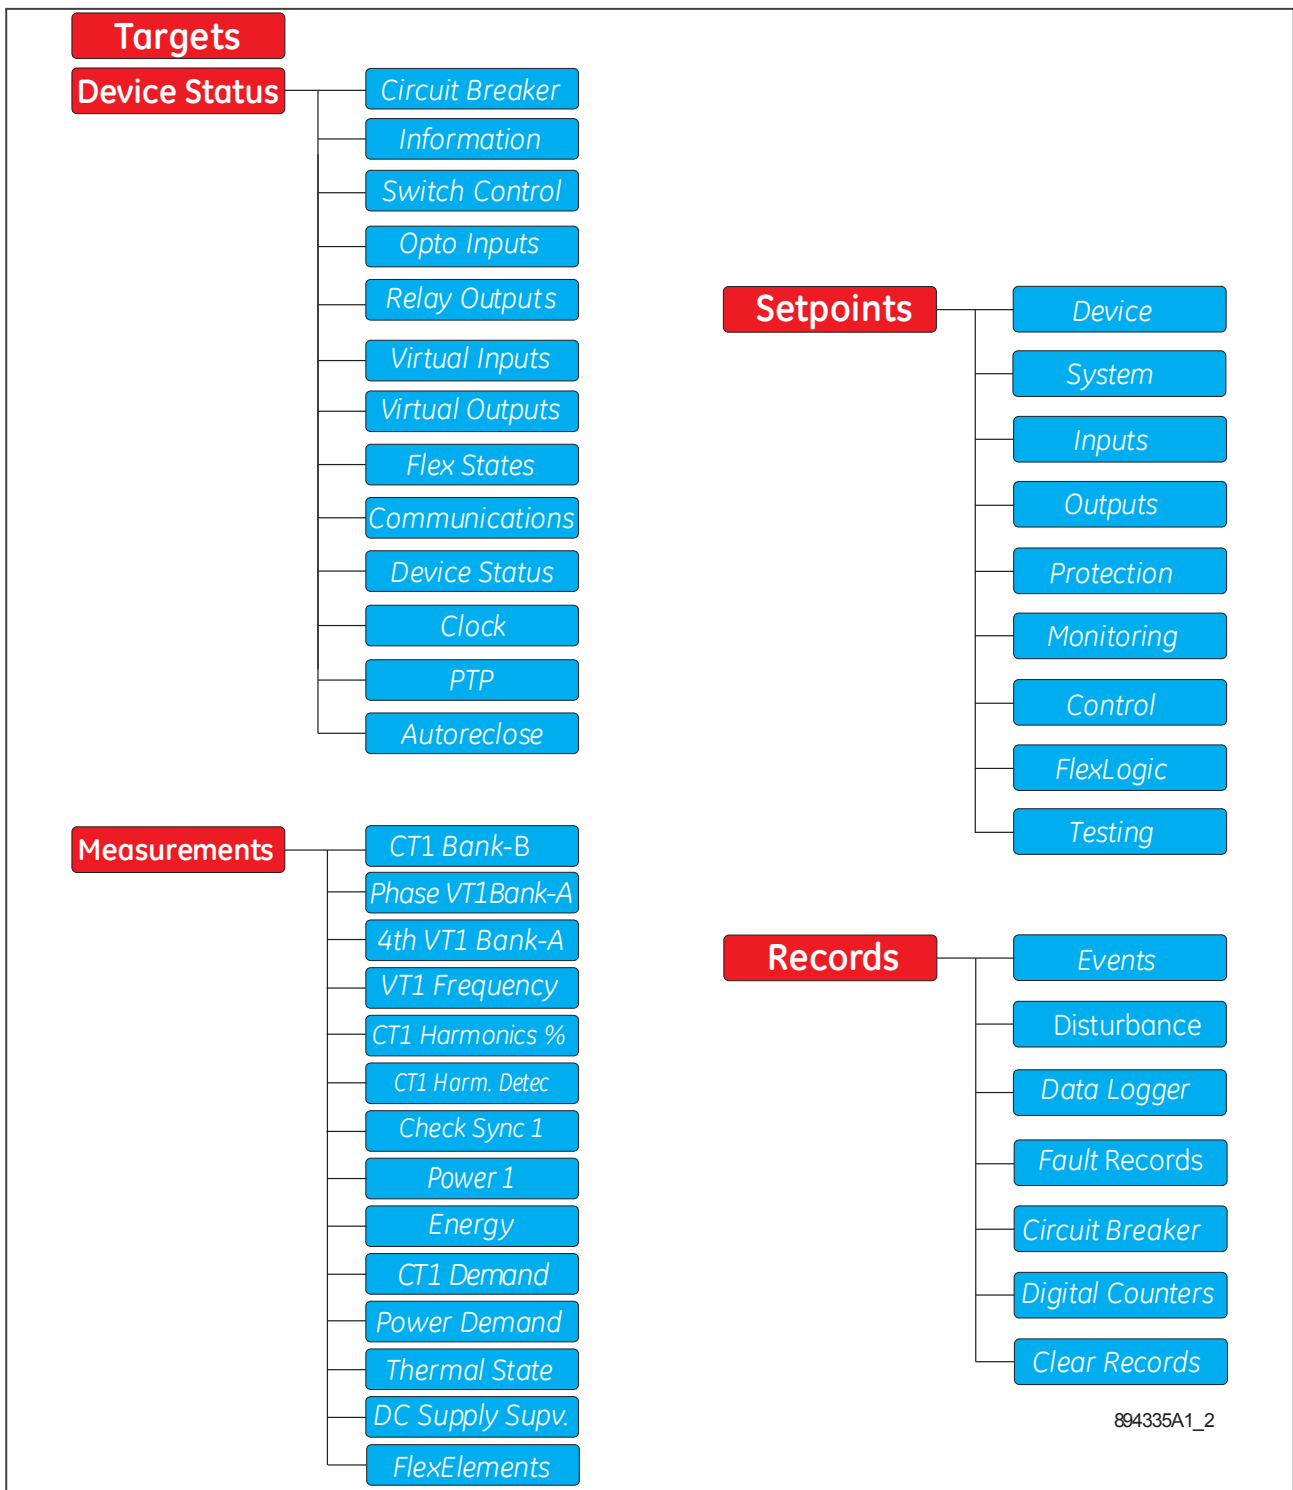 Targets
Device Status
Circuit Breaker
Information
Switch Control
Opto Inputs
Relay Outputs
Virtual Inputs
Virtual Outputs
Flex States
Communications
Device Status
Clock
PTP
Autoreclose
Measurements
CT1 Bank-B
Phase VT1Bank-A
4th VT1 Bank-A
VT1 Frequency
CT1 Harmonics %
CT1 Harm. Detec
Check Sync 1
Power 1
Energy
CT1 Demand
Power Demand
Thermal State
DC Supply Supv.
FlexElements
Setpoints
Device
System
Inputs
Outputs
Protection
Monitoring
Control
FlexLogic
Testing
Records
Events
Disturbance
Data Logger
Fault Records
Circuit Breaker
Digital Counters
Clear Records
894335A1_2